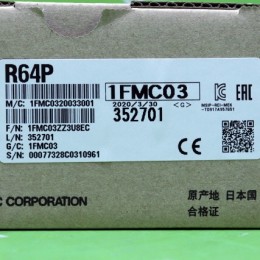 R64P
1FMC03
M/C: 1FMC0320033001
2020/3/30 <G>
352701
F/N: 1FMC03ZZ3U8EC
L/N: 352701
G/C: 1FMC03
S/N: 00077328C0310961
C CORPORATION
原产地 日本国
合格证